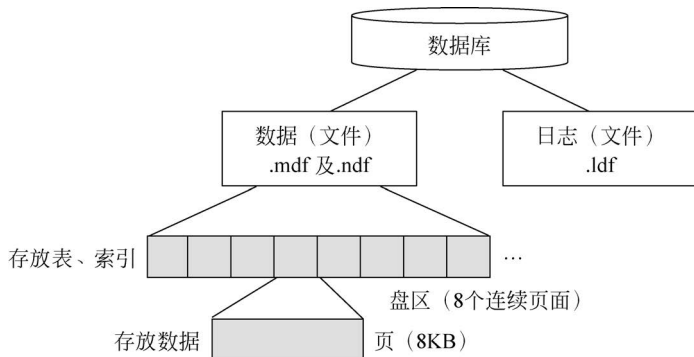 数据库
数据（文件）
.mdf 及.ndf
日志（文件）
.ldf
存放表、索引
…
盘区（8个连续页面）
存放数据
页（8KB）